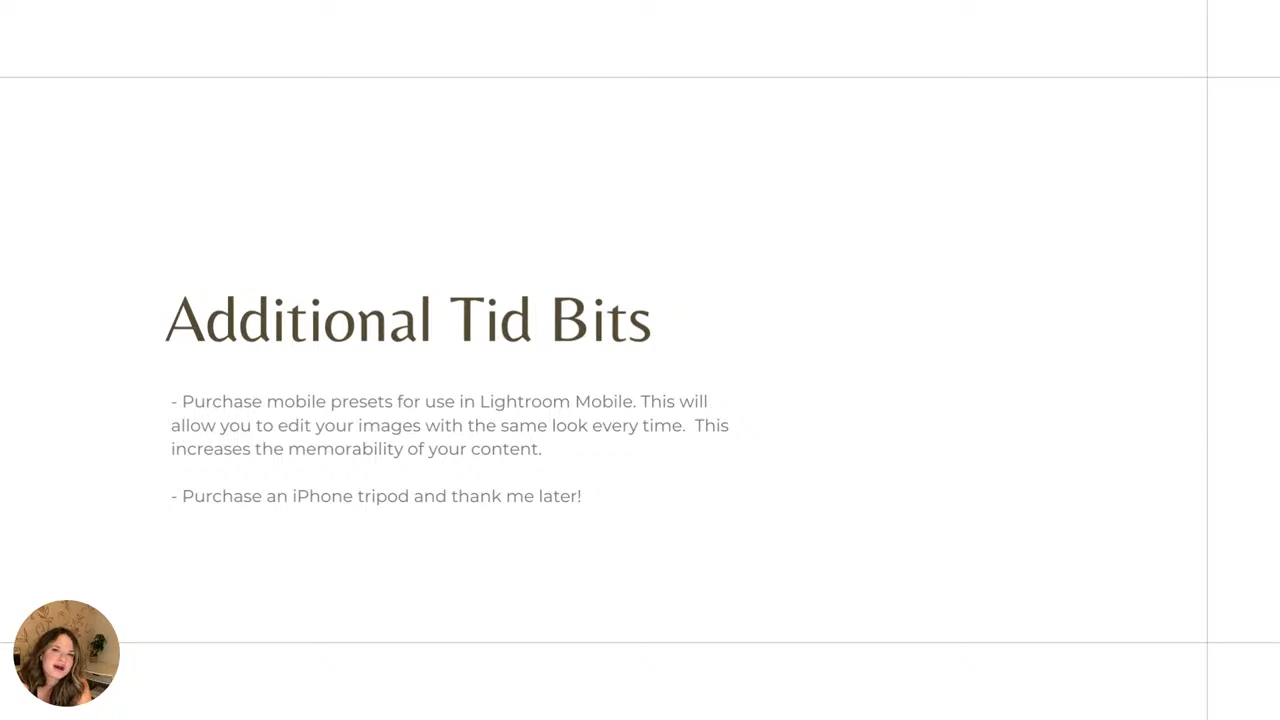 Additional Tid Bits
- Purchase mobile presets for use in Lightroom Mobile. This will
allow you to edit your images with the same look every time.  This
increases the memorability of your content.
- Purchase an iPhone tripod and thank me later!